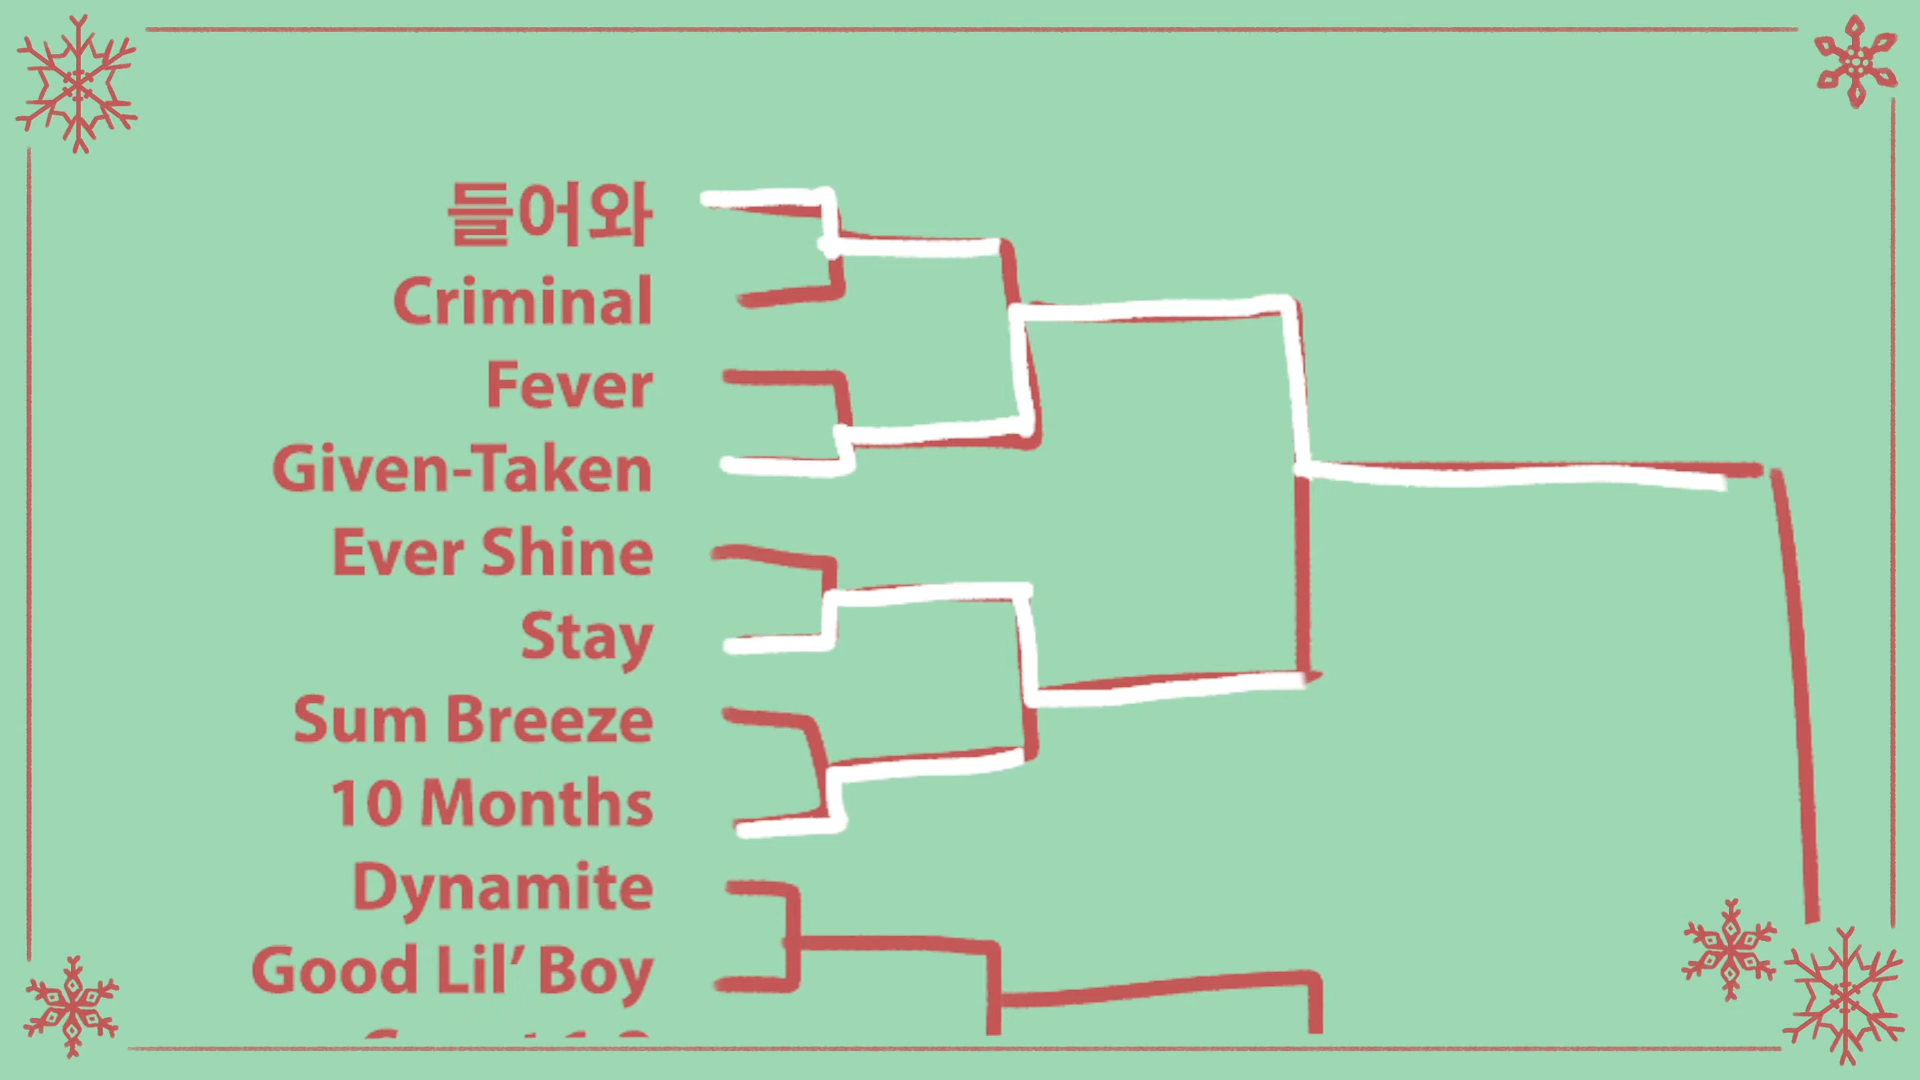 들어와
Criminal
Fever
Given-Taken
Ever Shine
Stay
Sum Breeze
10 Months
Dynamite
Good Lil’ Boy